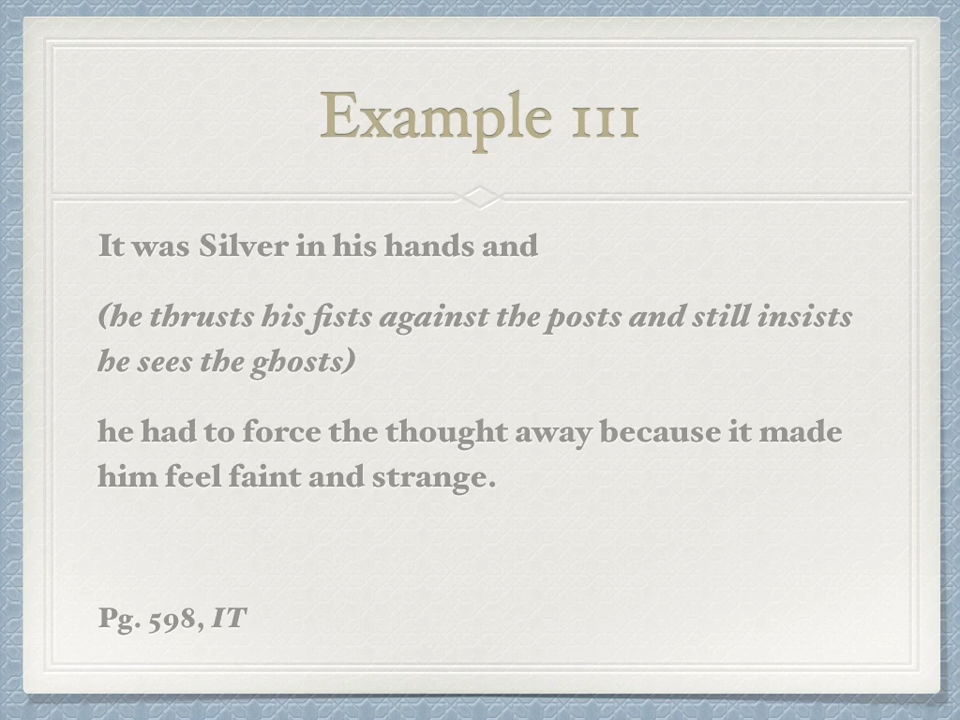 Example III
It was Silver in his hands and
(he thrusts his fists against the posts and still insists
he sees the ghosts)
he had to force the thought away because it made
him feel faint and strange.
Pg. 598, IT